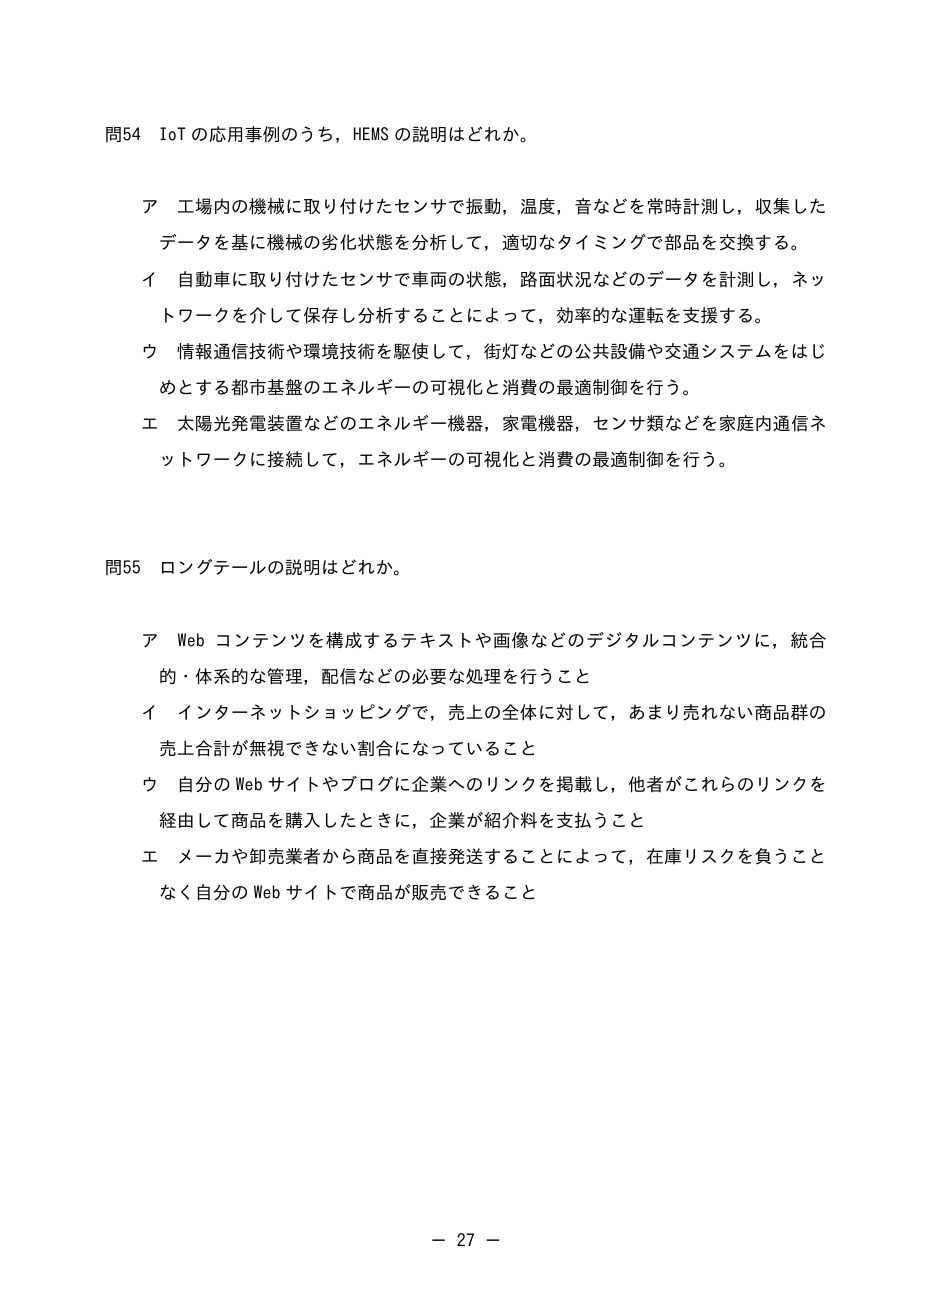 問54　IoT の応用事例のうち，HEMS の説明はどれか。
ア　工場内の機械に取り付けたセンサで振動，温度，音などを常時計測し，収集した
データを基に機械の劣化状態を分析して，適切なタイミングで部品を交換する。
イ　自動車に取り付けたセンサで車両の状態，路面状況などのデータを計測し，ネッ
トワークを介して保存し分析することによって，効率的な運転を支援する。
ウ　情報通信技術や環境技術を駆使して，街灯などの公共設備や交通システムをはじ
めとする都市基盤のエネルギーの可視化と消費の最適制御を行う。
エ　太陽光発電装置などのエネルギー機器，家電機器，センサ類などを家庭内通信ネ
ットワークに接続して，エネルギーの可視化と消費の最適制御を行う。
問55　ロングテールの説明はどれか。
ア　Web コンテンツを構成するテキストや画像などのデジタルコンテンツに，統合
的・体系的な管理，配信などの必要な処理を行うこと
イ　インターネットショッピングで，売上の全体に対して，あまり売れない商品群の
売上合計が無視できない割合になっていること
ウ　自分の Web サイトやブログに企業へのリンクを掲載し，他者がこれらのリンクを
経由して商品を購入したときに，企業が紹介料を支払うこと
エ　メーカや卸売業者から商品を直接発送することによって，在庫リスクを負うこと
なく自分の Web サイトで商品が販売できること
－ 27 －